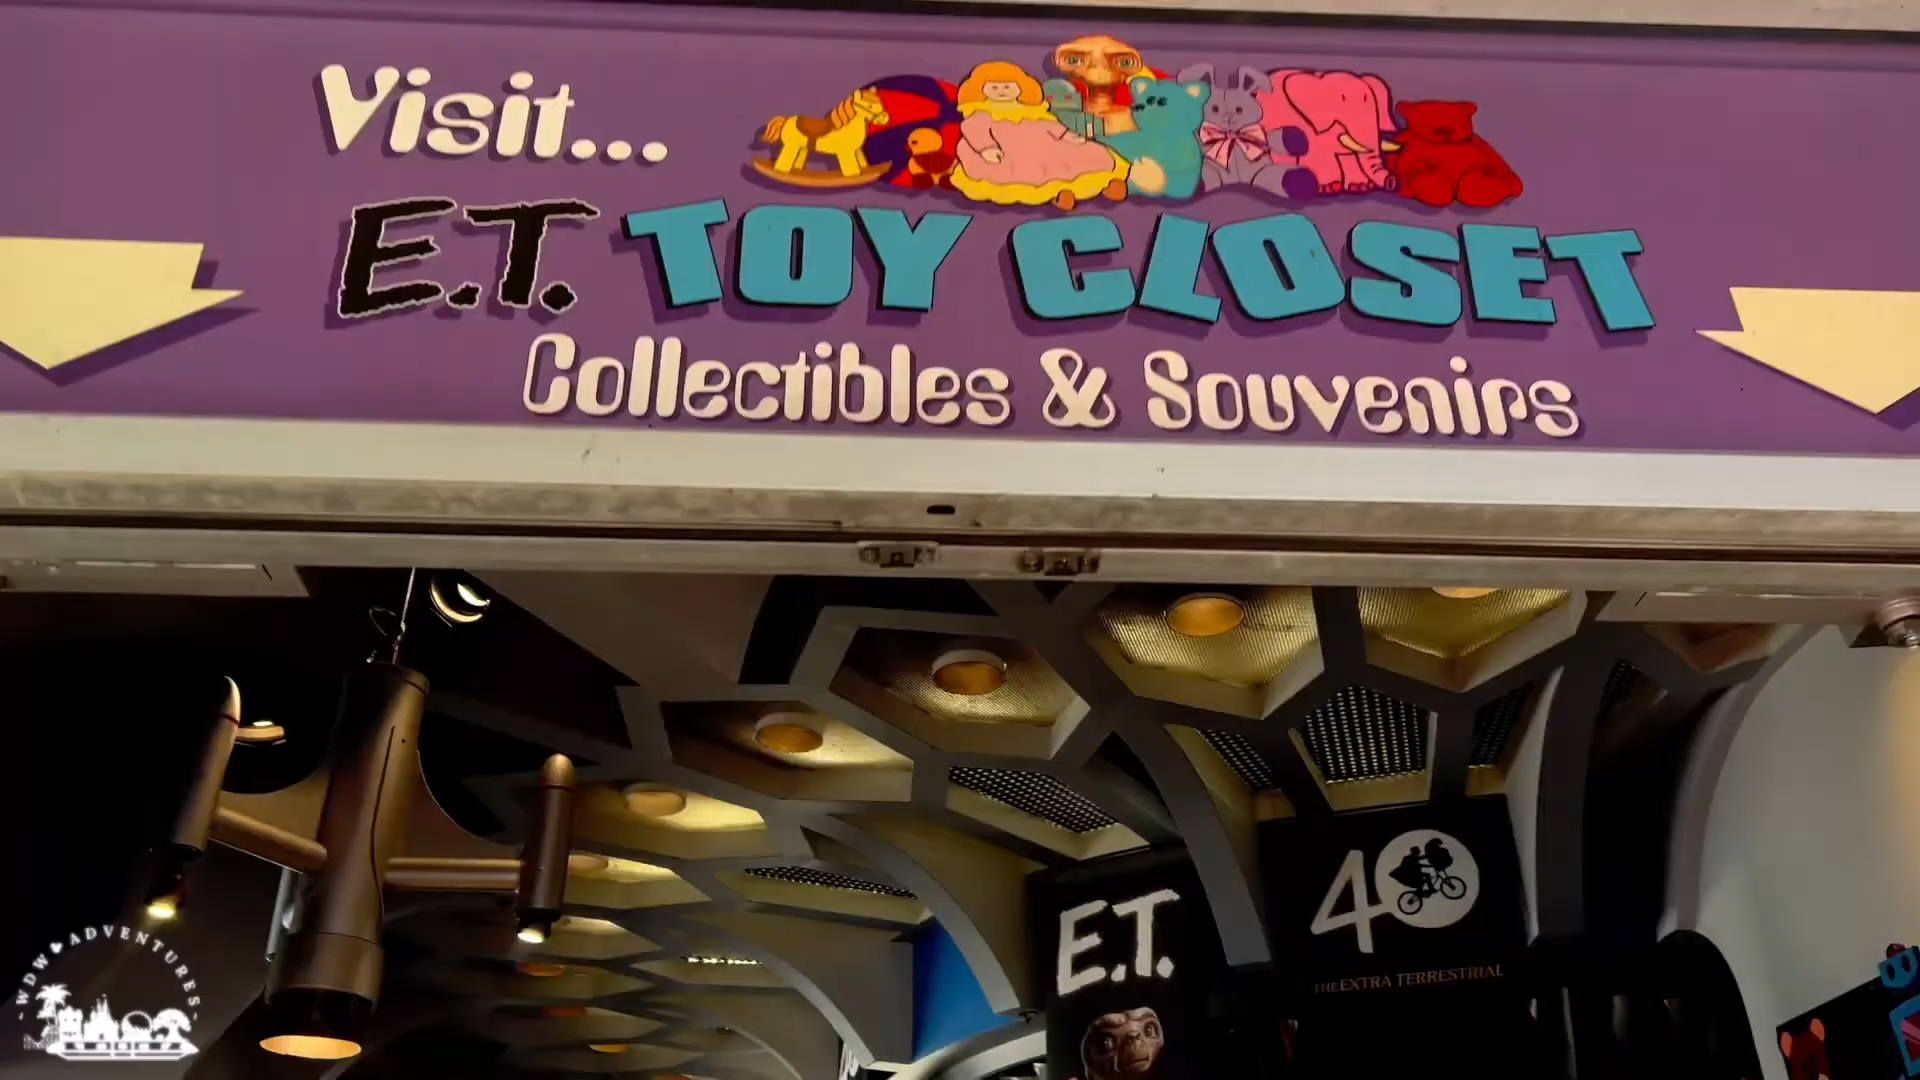 Visit...
E.T. TOY CLOSET
Collectibles & Souvenirs
E.T.
40
THE EXTRA TERRESTRIAL
WDW ADVENTURES